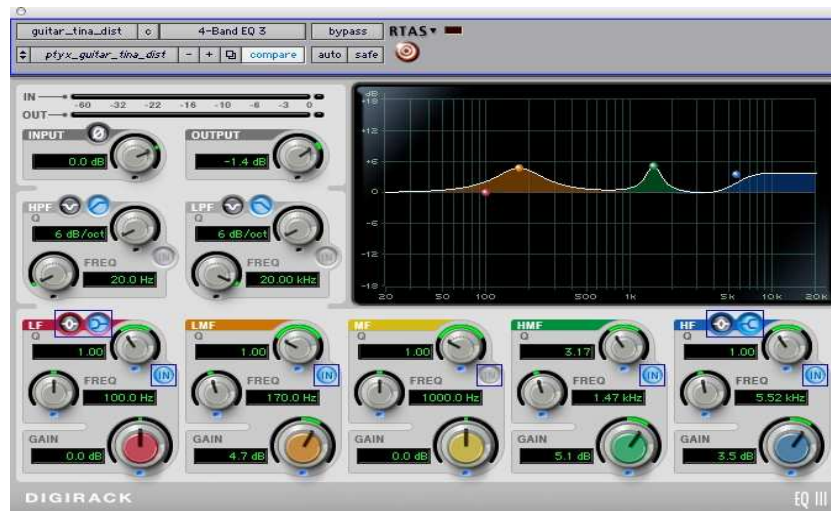 guitar_tina_dist c 4-Band EQ 3 bypass RTAS
ptyx_guitar_tina_dist - + compare auto safe
IN
-60 -32 -22 -16 -10 -6 -3 0
OUT
INPUT Ø OUTPUT
0.0 dB -1.4 dB
HPF LPF
Q Q
6 dB/oct 6 dB/oct
IN IN
FREQ FREQ
20.0 Hz 20.00 kHz
dB
+18
+12
+6
0
-6
-12
-18
20 50 100 500 1K 5K 10K 20K
LF LMF MF HMF HF
Q Q Q Q Q
1.00 1.00 1.00 3.17 1.00
IN IN IN IN IN
FREQ FREQ FREQ FREQ FREQ
100.0 Hz 170.0 Hz 1000.0 Hz 1.47 kHz 5.52 kHz
GAIN GAIN GAIN GAIN GAIN
0.0 dB 4.7 dB 0.0 dB 5.1 dB 3.5 dB
DIGIRACK EQ III